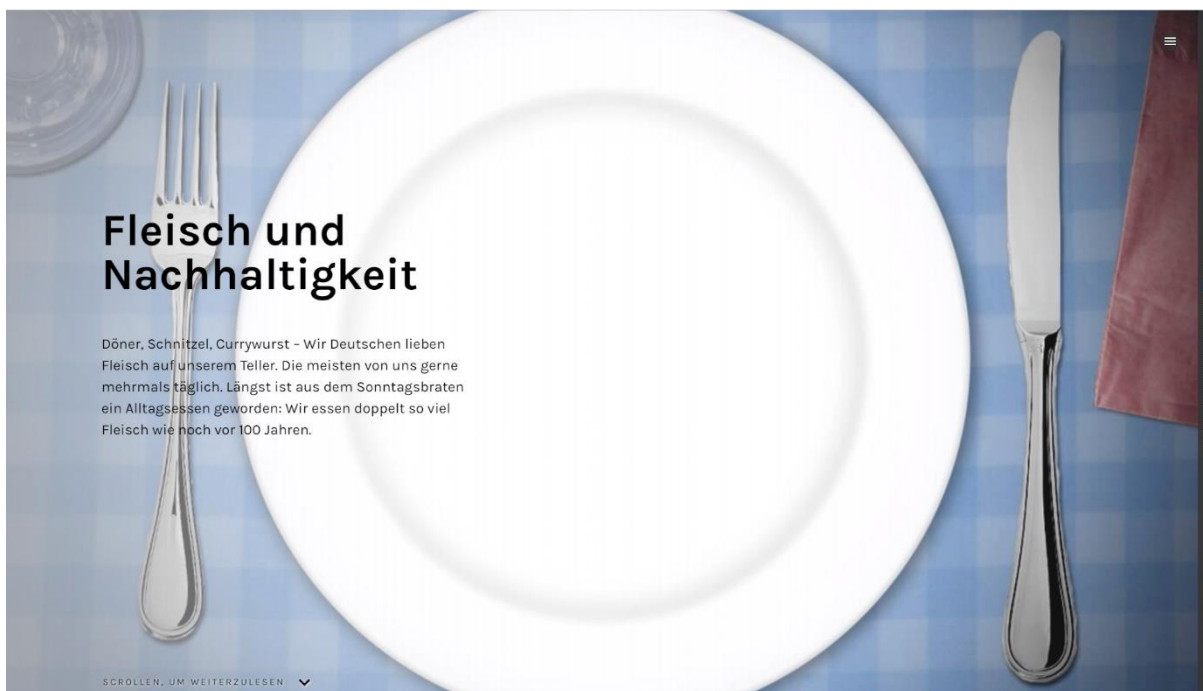 Fleisch und
Nachhaltigkeit
Döner, Schnitzel, Currywurst – Wir Deutschen lieben
Fleisch auf unserem Teller. Die meisten von uns gerne
mehrmals täglich. Längst ist aus dem Sonntagsbraten
ein Alltagsessen geworden: Wir essen doppelt so viel
Fleisch wie noch vor 100 Jahren.
SCROLLEN, UM WEITERZULESEN